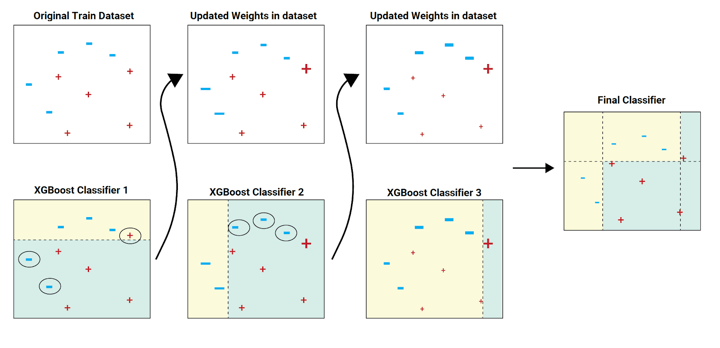 Original Train Dataset
Updated Weights in dataset
Updated Weights in dataset
Final Classifier
XGBoost Classifier 1
XGBoost Classifier 2
XGBoost Classifier 3